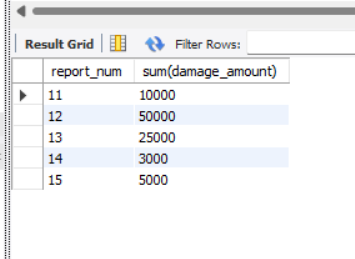 Result Grid Filter Rows:
report_num sum(damage_amount)
11 10000
12 50000
13 25000
14 3000
15 5000